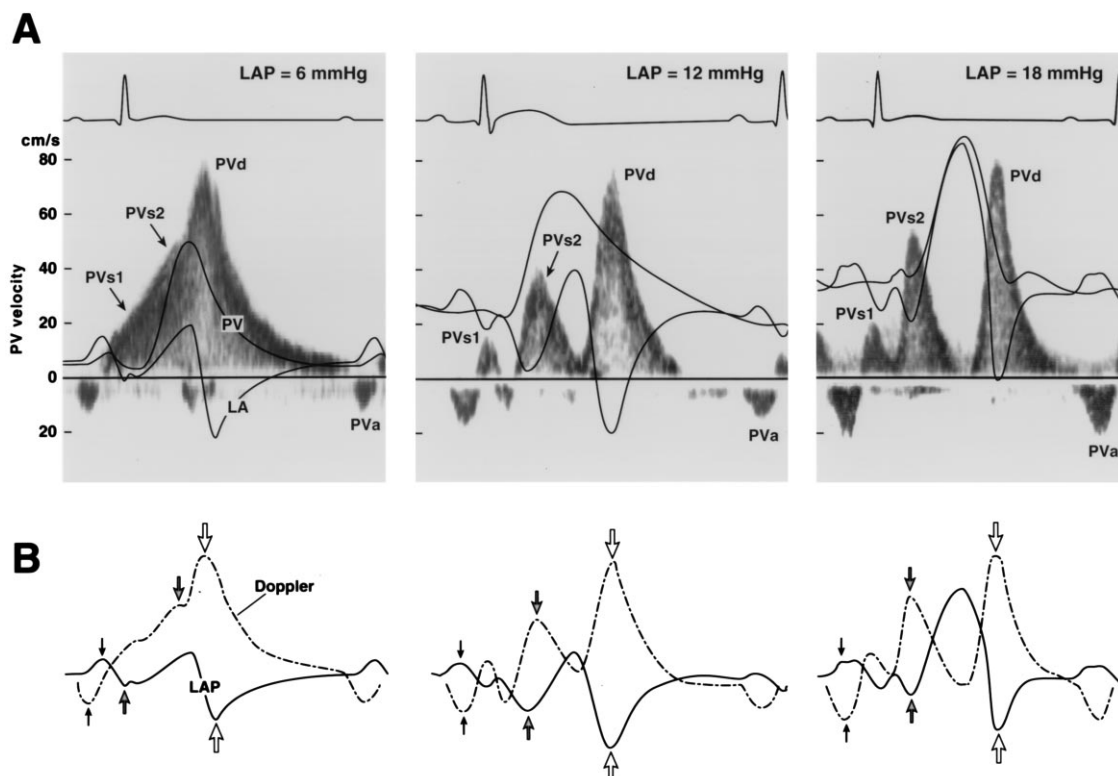 A
LAP = 6 mmHg
LAP = 12 mmHg
LAP = 18 mmHg
cm/s
80
60
40
20
0
20
PV velocity
PVd
PVs2
PVs1
PV
LA
PVa
PVd
PVs2
PVs1
PVa
PVd
PVs2
PVs1
PVa
B
Doppler
LAP